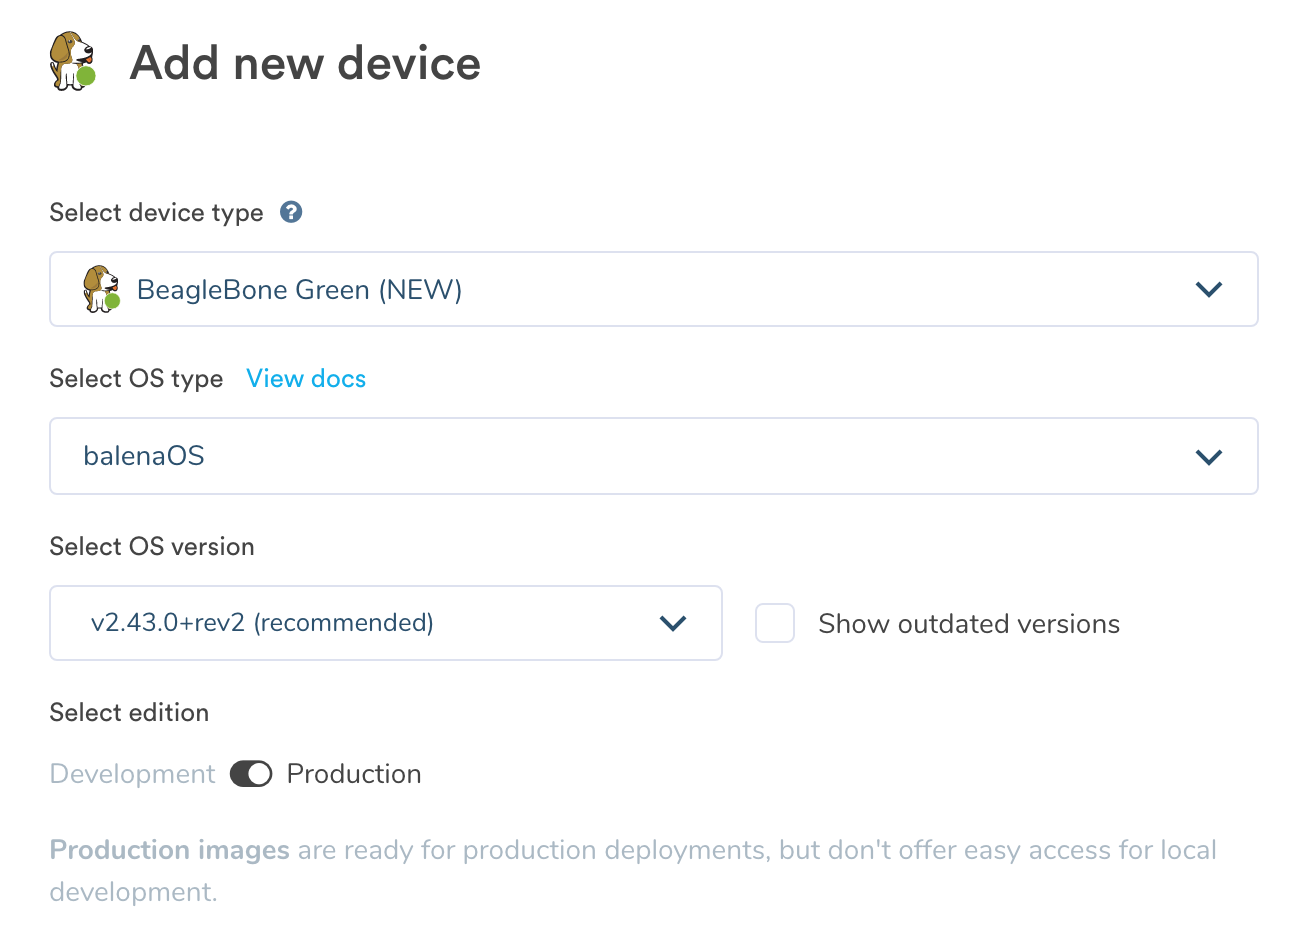 Add new device
Select device type ?
BeagleBone Green (NEW)
Select OS type View docs
balenaOS
Select OS version
v2.43.0+rev2 (recommended)
Show outdated versions
Select edition
Development Production
Production images are ready for production deployments, but don't offer easy access for local
development.